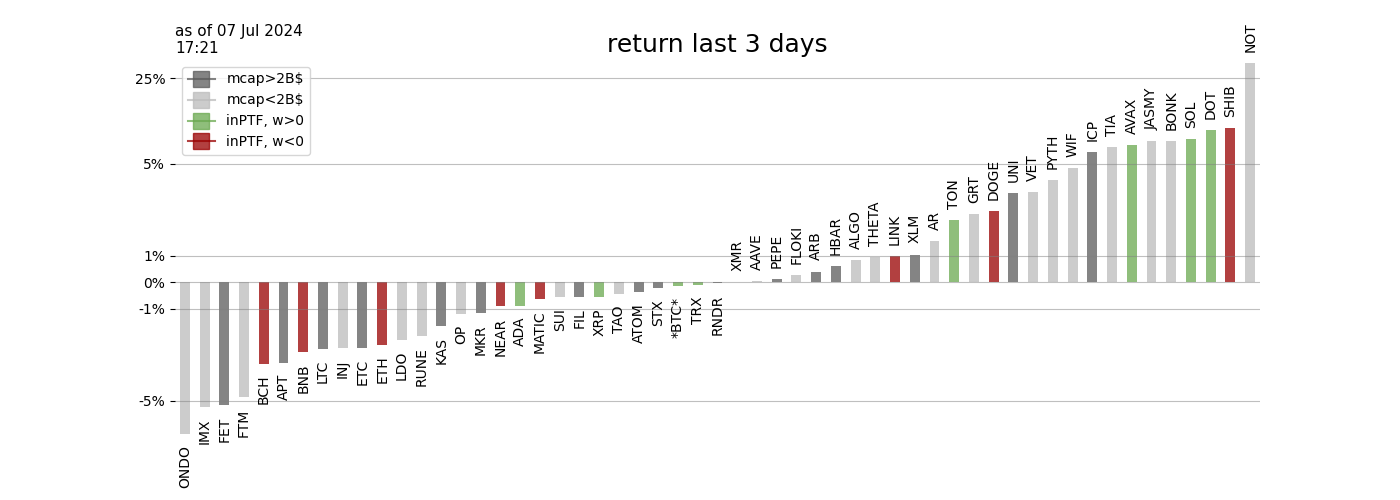 as of 07 Jul 2024
17:21
return last 3 days
mcap>2B$
mcap<2B$
inPTF, w>0
inPTF, w<0
25%
5%
1%
0%
-1%
-5%
ONDO
IMX
FET
FTM
BCH
APT
BNB
LTC
INJ
ETC
ETH
LDO
RUNE
KAS
OP
MKR
NEAR
ADA
MATIC
SUI
FIL
XRP
TAO
ATOM
STX
*BTC*
TRX
RNDR
XMR
AAVE
PEPE
FLOKI
ARB
HBAR
ALGO
THETA
LINK
XLM
AR
TON
GRT
DOGE
UNI
VET
PYTH
WIF
ICP
TIA
AVAX
JASMY
BONK
SOL
DOT
SHIB
NOT